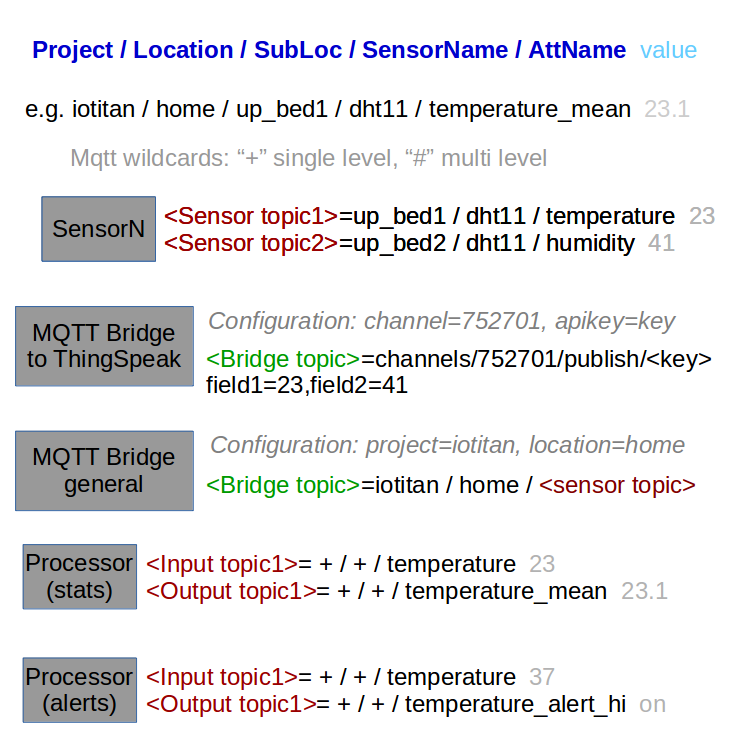 Project / Location / SubLoc / SensorName / AttName value
e.g. iotitan / home / up_bed1 / dht11 / temperature_mean 23.1
Mqtt wildcards: “+” single level, “#” multi level
SensorN
<Sensor topic1>=up_bed1 / dht11 / temperature 23
<Sensor topic2>=up_bed2 / dht11 / humidity 41
MQTT Bridge
to ThingSpeak
Configuration: channel=752701, apikey=key
<Bridge topic>=channels/752701/publish/<key>
field1=23,field2=41
MQTT Bridge
general
Configuration: project=iotitan, location=home
<Bridge topic>=iotitan / home / <sensor topic>
Processor
(stats)
<Input topic1>= + / + / temperature 23
<Output topic1>= + / + / temperature_mean 23.1
Processor
(alerts)
<Input topic1>= + / + / temperature 37
<Output topic1>= + / + / temperature_alert_hi on